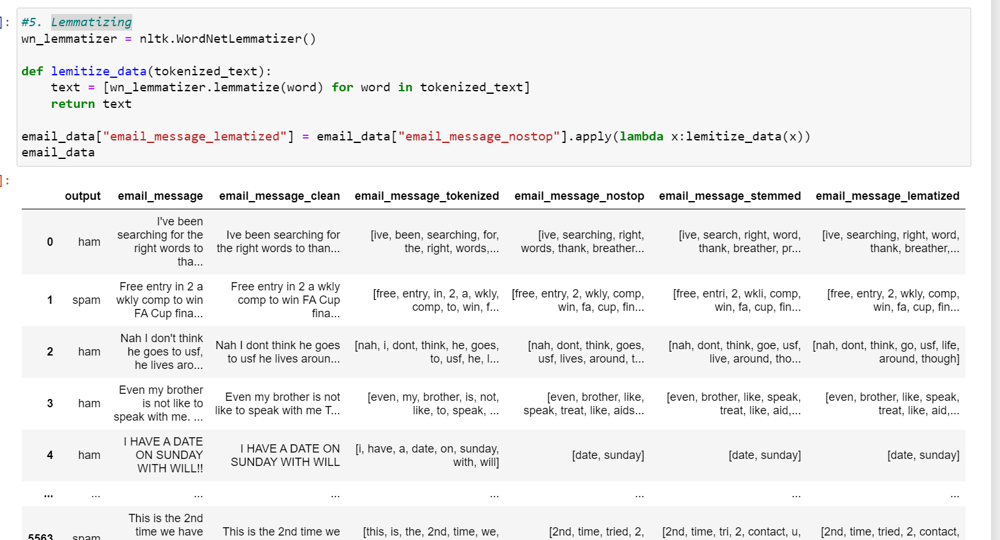 ]:
#5. Lemmatizing
wn_lemmatizer = nltk.WordNetLemmatizer()
def lemitize_data(tokenized_text):
    text = [wn_lemmatizer.lemmatize(word) for word in tokenized_text]
    return text
email_data["email_message_lematized"] = email_data["email_message_nostop"].apply(lambda x:lemitize_data(x))
email_data
]:
output email_message email_message_clean email_message_tokenized email_message_nostop email_message_stemmed email_message_lematized
0
ham
I've been
searching for the
right words to
tha...
Ive been searching for
the right words to than...
[ive, been, searching, for,
the, right, words,...
[ive, searching, right,
words, thank, breather...
[ive, search, right, word,
thank, breather, pr...
[ive, searching, right, word,
thank, breather,...
1
spam
Free entry in 2 a
wkly comp to win
FA Cup fina...
Free entry in 2 a wkly
comp to win FA Cup
fina...
[free, entry, in, 2, a, wkly,
comp, to, win, f...
[free, entry, 2, wkly, comp,
win, fa, cup, fin...
[free, entri, 2, wkli, comp,
win, fa, cup, fin...
[free, entry, 2, wkly, comp,
win, fa, cup, fin...
2
ham
Nah I don't think
he goes to usf,
he lives aro...
Nah I dont think he goes
to usf he lives aroun...
[nah, i, dont, think, he, goes,
to, usf, he, l...
[nah, dont, think, goes,
usf, lives, around, t...
[nah, dont, think, goe, usf,
live, around, tho...
[nah, dont, think, go, usf, life,
around, though]
3
ham
Even my brother
is not like to
speak with me. ...
Even my brother is not
like to speak with me T...
[even, my, brother, is, not,
like, to, speak, ...
[even, brother, like,
speak, treat, like, aids...
[even, brother, like, speak,
treat, like, aid,...
[even, brother, like, speak,
treat, like, aid,...
4
ham
I HAVE A DATE
ON SUNDAY
WITH WILL!!
I HAVE A DATE ON
SUNDAY WITH WILL
[i, have, a, date, on, sunday,
with, will]
[date, sunday]
[date, sunday]
[date, sunday]
... ... ... ... ... ... ... ...
5563
spam
This is the 2nd
time we have
This is the 2nd time we
[this, is, the, 2nd, time, we,
[2nd, time, tried, 2,
[2nd, time, tri, 2, contact, u,
[2nd, time, tried, 2, contact,